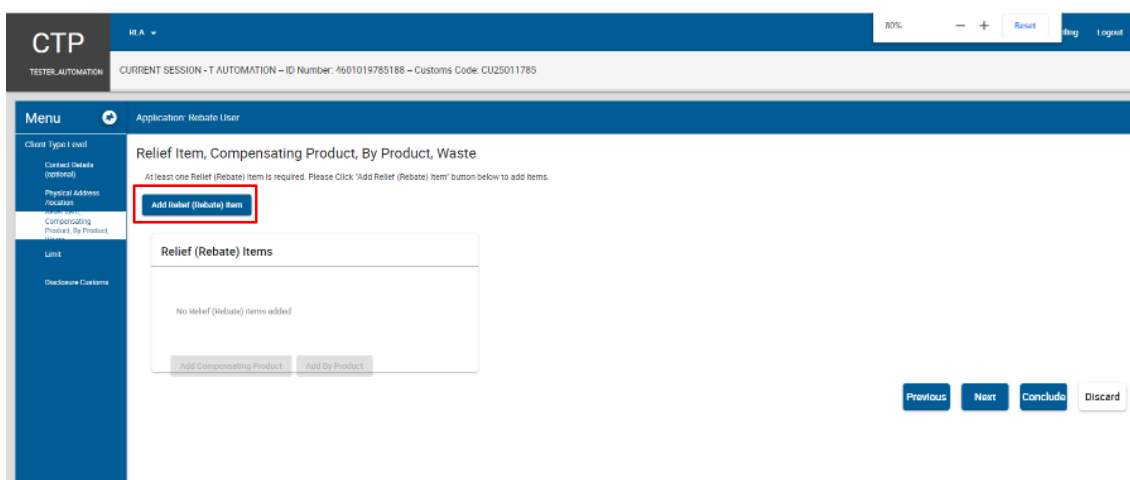 CTP
RLA
80%
Reset
Logout
TESTER_AUTOMATION
CURRENT SESSION - T AUTOMATION – ID Number: 4601019785188 – Customs Code: CU25011785
Menu
Application: Rebate User
Client Type Level
Contact Details
(optional)
Physical Address
/location
Relief Item,
Compensating
Product, By Product,
Waste
Limit
Disclosure Customs
Relief Item, Compensating Product, By Product, Waste
At least one Relief (Rebate) Item is required. Please Click "Add Relief (Rebate) Item" button below to add items.
Add Relief (Rebate) Item
Relief (Rebate) Items
No Relief (Rebate) items added
Add Compensating Product
Add By Product
Previous
Next
Conclude
Discard